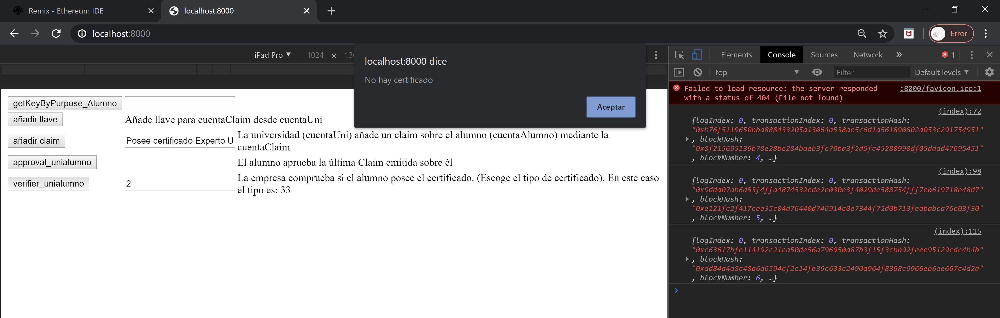 Remix - Ethereum IDE
localhost:8000
localhost:8000
Error
iPad Pro ▼ 1024 × 136
localhost:8000 dice
No hay certificado
Aceptar
getKeyByPurpose_Alumno
añadir llave
Añade llave para cuentaClaim desde cuentaUni
añadir claim
Posee certificado Experto U
La universidad (cuentaUni) añade un claim sobre el alumno (cuentaAlumno) mediante la
cuentaClaim
approval_unialumno
El alumno aprueba la última Claim emitida sobre él
verifier_unialumno
2
La empresa comprueba si el alumno posee el certificado. (Escoge el tipo de certificado). En este caso
el tipo es: 33
Elements Console Sources Network » 1
top ▼ Filter Default levels ▼
Failed to load resource: the server responded :8000/favicon.ico:1
with a status of 404 (File not found)
(index):72
{logIndex: 0, transactionIndex: 0, transactionHash:
"0xb76f5119650bba888433205a13064a538ae5c6d1d561890802d053c291754951"
, blockHash:
"0x8f215695136b78e28be284baeb3fc79ba3f2d5fc45280990df05ddad47695451"
, blockNumber: 4, …}
(index):98
{logIndex: 0, transactionIndex: 0, transactionHash:
"0x9ddd07ab6d53f4ffa4874532ede2e030e3f4029de588754fff7eb619718e48d7"
, blockHash:
"0xe121fc2f417cee35c04d76440d746914c0e7344f72d0b713fedbabca76c03f30"
, blockNumber: 5, …}
(index):115
{logIndex: 0, transactionIndex: 0, transactionHash:
"0xc63617bfe114192c21ca50de56a796950d87b3f15f3cbb92feee95129cdc4b4b"
, blockHash:
"0xdd84a4a8c48a6d6594cf2c14fe39c633c2490a964f8368c9966eb6ee667c4d2a"
, blockNumber: 6, …}